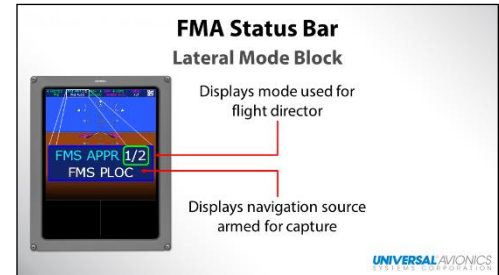 FMA Status Bar
Lateral Mode Block
Displays mode used for
flight director
FMS APPR 1/2
FMS PLOC
Displays navigation source
armed for capture
UNIVERSAL AVIONICS
SYSTEMS CORPORATION